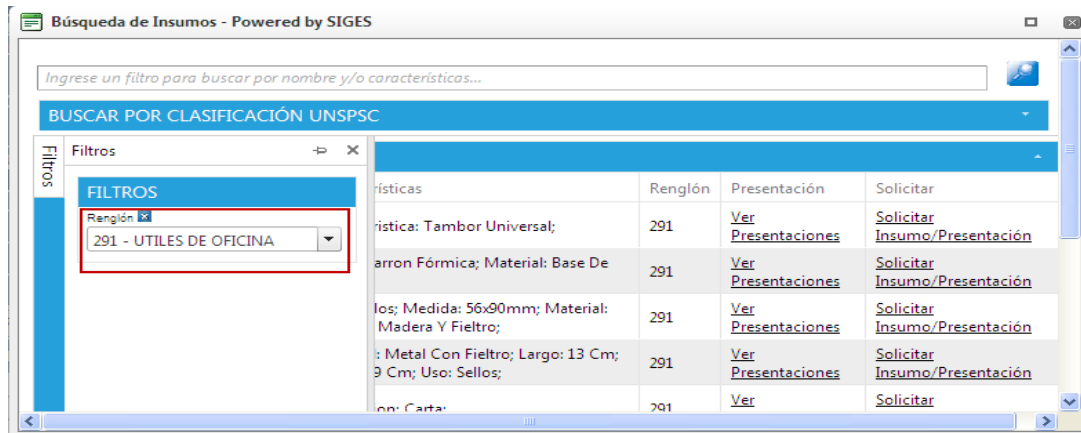 Búsqueda de Insumos - Powered by SIGES
Ingrese un filtro para buscar por nombre y/o características...
BUSCAR POR CLASIFICACIÓN UNSPSC
Filtros
Filtros
FILTROS
Renglón
291 - UTILES DE OFICINA
rísticas Renglón Presentación Solicitar
rística: Tambor Universal; 291 Ver Presentaciones Solicitar Insumo/Presentación
arron Fórmica; Material: Base De 291 Ver Presentaciones Solicitar Insumo/Presentación
los; Medida: 56x90mm; Material:
Madera Y Fieltro; 291 Ver Presentaciones Solicitar Insumo/Presentación
: Metal Con Fieltro; Largo: 13 Cm;
9 Cm; Uso: Sellos; 291 Ver Presentaciones Solicitar Insumo/Presentación
on: Carta; 291 Ver Solicitar